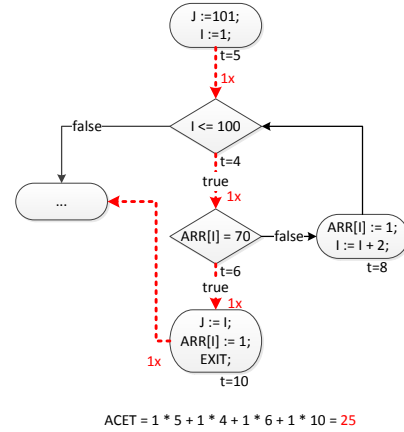 J :=101;
I :=1;
t=5
1x
I <= 100
false
t=4
true
1x
...
ARR[I] = 70
false
ARR[I] := 1;
I := I + 2;
t=8
t=6
true
1x
J := I;
ARR[I] := 1;
EXIT;
1x
t=10
ACET = 1 * 5 + 1 * 4 + 1 * 6 + 1 * 10 = 25